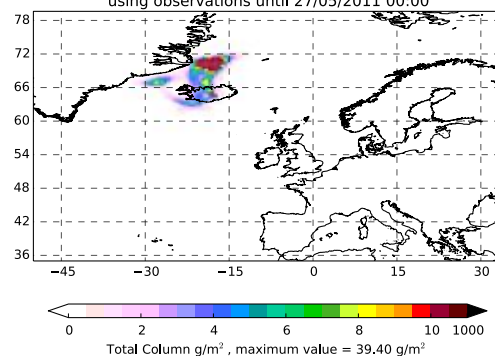 using observations until 27/05/2011 00:00
78
72
66
60
54
48
42
36
−45 −30 −15 0 15 30
0 2 4 6 8 10 1000
Total Column g/m² , maximum value = 39.40 g/m²